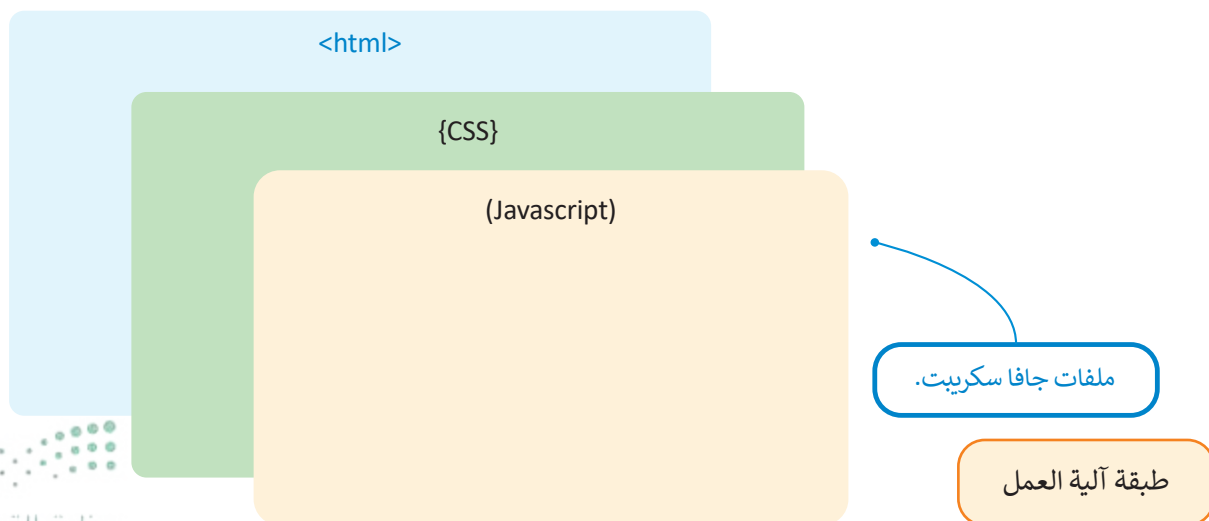 <html>
{CSS}
(Javascript)
ملفات جافا سكريبت.
طبقة آلية العمل